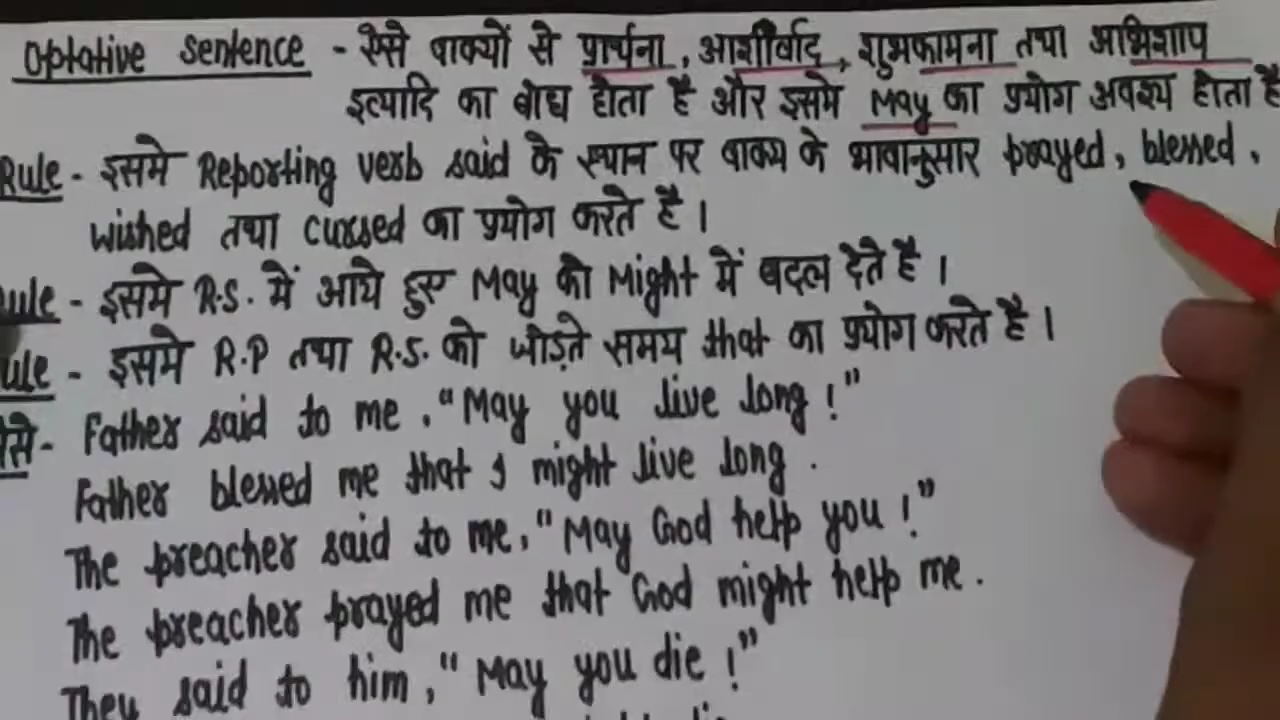 Optative Sentence - ऐसे वाक्यों से प्रार्थना, आशीर्वाद, शुभकामना तथा अभिशाप
इत्यादि का बोध होता है और इसमे May का प्रयोग अवश्य होता है
Rule - इसमे Reporting verb said के स्थान पर वाक्य के भावानुसार prayed, blessed,
wished तथा cursed का प्रयोग करते है।
Rule - इसमे R.S. में आये हुए May को Might में बदल देते है।
Rule - इसमे R.P तथा R.S. को जोड़ते समय that का प्रयोग करते है।
जैसे - Father said to me, "May you live long!"
Father blessed me that I might live long.
The preacher said to me, "May God help you!"
The preacher prayed me that God might help me.
They said to him, "May you die!"